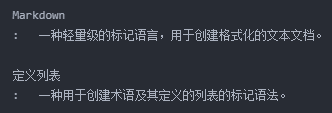 Markdown
:   一种轻量级的标记语言，用于创建格式化的文本文档。
定义列表
:   一种用于创建术语及其定义的列表的标记语法。